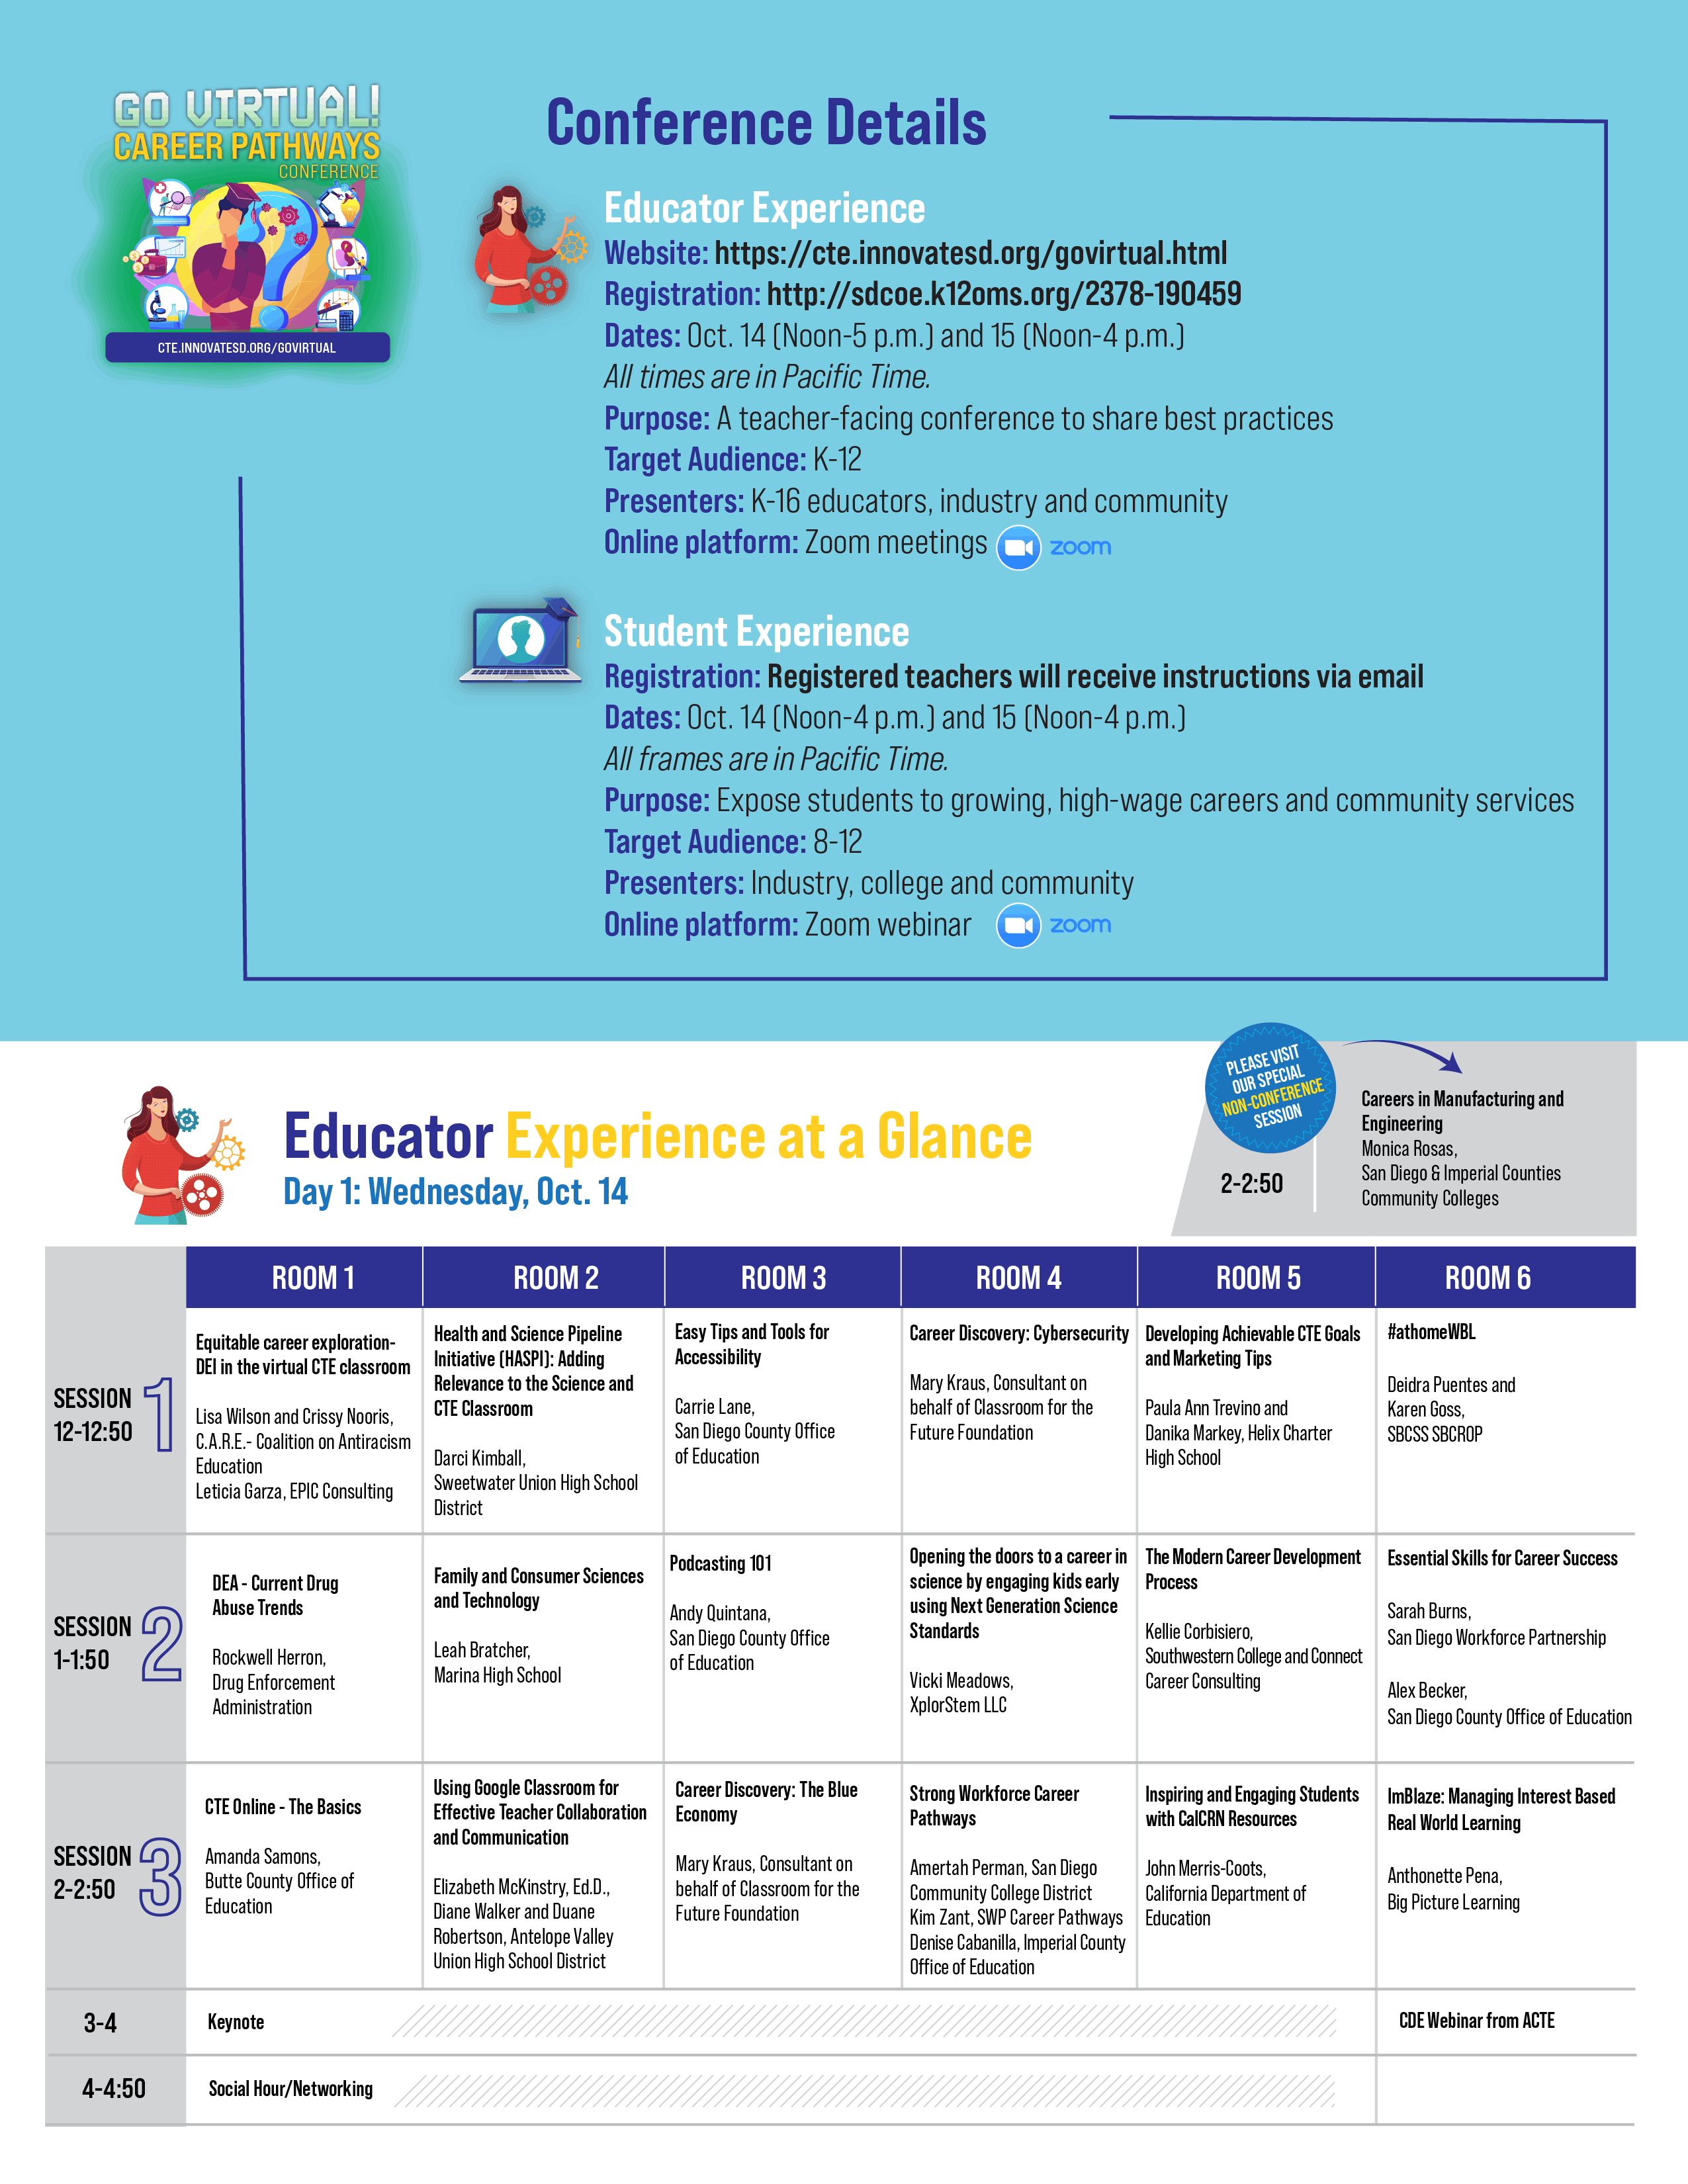 GO VIRTUAL!
CAREER PATHWAYS
CONFERENCE
CTE.INNOVATESD.ORG/GOVIRTUAL
Conference Details
Educator Experience
Website: https://cte.innovatesd.org/govirtual.html
Registration: http://sdcoe.k12oms.org/2378-190459
Dates: Oct. 14 (Noon-5 p.m.) and 15 (Noon-4 p.m.)
All times are in Pacific Time.
Purpose: A teacher-facing conference to share best practices
Target Audience: K-12
Presenters: K-16 educators, industry and community
Online platform: Zoom meetings zoom
Student Experience
Registration: Registered teachers will receive instructions via email
Dates: Oct. 14 (Noon-4 p.m.) and 15 (Noon-4 p.m.)
All frames are in Pacific Time.
Purpose: Expose students to growing, high-wage careers and community services
Target Audience: 8-12
Presenters: Industry, college and community
Online platform: Zoom webinar zoom
PLEASE VISIT
OUR SPECIAL
NON-CONFERENCE
SESSION
2-2:50
Careers in Manufacturing and
Engineering
Monica Rosas,
San Diego & Imperial Counties
Community Colleges
Educator Experience at a Glance
Day 1: Wednesday, Oct. 14
ROOM 1 ROOM 2 ROOM 3 ROOM 4 ROOM 5 ROOM 6
SESSION 1
12-12:50
Equitable career exploration-
DEI in the virtual CTE classroom
Lisa Wilson and Crissy Nooris,
C.A.R.E.- Coalition on Antiracism
Education
Leticia Garza, EPIC Consulting
Health and Science Pipeline
Initiative (HASPI): Adding
Relevance to the Science and
CTE Classroom
Darci Kimball,
Sweetwater Union High School
District
Easy Tips and Tools for
Accessibility
Carrie Lane,
San Diego County Office
of Education
Career Discovery: Cybersecurity
Mary Kraus, Consultant on
behalf of Classroom for the
Future Foundation
Developing Achievable CTE Goals
and Marketing Tips
Paula Ann Trevino and
Danika Markey, Helix Charter
High School
#athomeWBL
Deidra Puentes and
Karen Goss,
SBCSS SBCROP
SESSION 2
1-1:50
DEA - Current Drug
Abuse Trends
Rockwell Herron,
Drug Enforcement
Administration
Family and Consumer Sciences
and Technology
Leah Bratcher,
Marina High School
Podcasting 101
Andy Quintana,
San Diego County Office
of Education
Opening the doors to a career in
science by engaging kids early
using Next Generation Science
Standards
Vicki Meadows,
XplorStem LLC
The Modern Career Development
Process
Kellie Corbisiero,
Southwestern College and Connect
Career Consulting
Essential Skills for Career Success
Sarah Burns,
San Diego Workforce Partnership
Alex Becker,
San Diego County Office of Education
SESSION 3
2-2:50
CTE Online - The Basics
Amanda Samons,
Butte County Office of
Education
Using Google Classroom for
Effective Teacher Collaboration
and Communication
Elizabeth McKinstry, Ed.D.,
Diane Walker and Duane
Robertson, Antelope Valley
Union High School District
Career Discovery: The Blue
Economy
Mary Kraus, Consultant on
behalf of Classroom for the
Future Foundation
Strong Workforce Career
Pathways
Amertah Perman, San Diego
Community College District
Kim Zant, SWP Career Pathways
Denise Cabanilla, Imperial County
Office of Education
Inspiring and Engaging Students
with CalCRN Resources
John Merris-Coots,
California Department of
Education
ImBlaze: Managing Interest Based
Real World Learning
Anthonette Pena,
Big Picture Learning
3-4
Keynote
CDE Webinar from ACTE
4-4:50
Social Hour/Networking